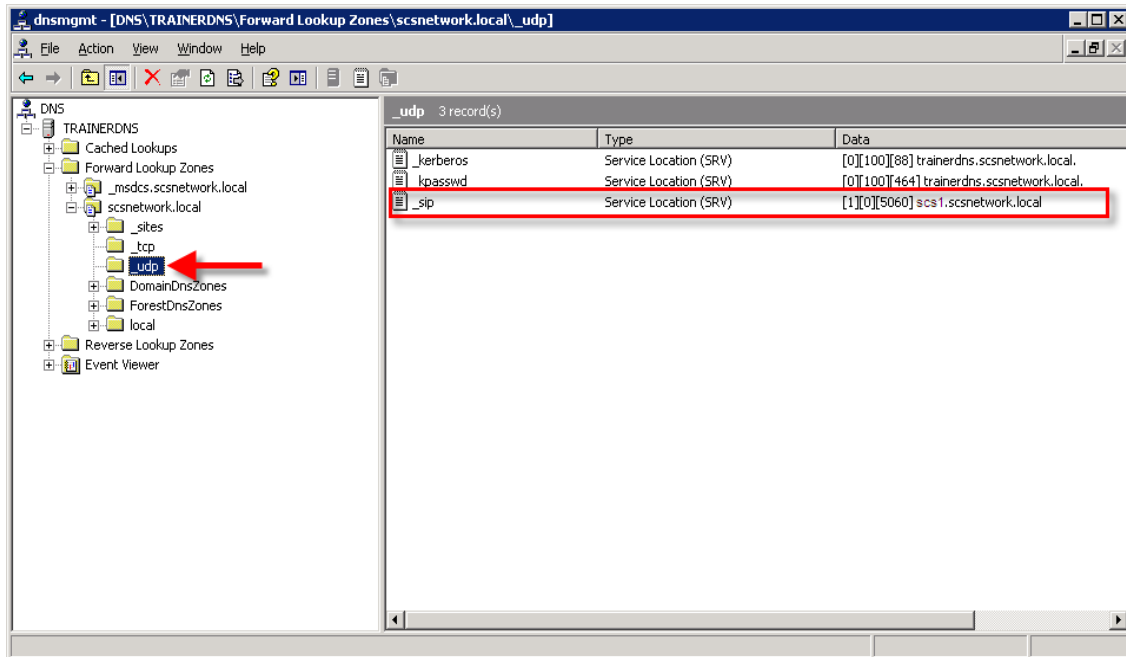 dnsmgmt - [DNS\TRAINERDNS\Forward Lookup Zones\scsnetwork.local\_udp]
File Action View Window Help
DNS
TRAINERDNS
Cached Lookups
Forward Lookup Zones
_msdcs.scsnetwork.local
scsnetwork.local
_sites
_tcp
_udp
DomainDnsZones
ForestDnsZones
local
Reverse Lookup Zones
Event Viewer
_udp 3 record(s)
Name Type Data
_kerberos Service Location (SRV) [0][100][88] trainerdns.scsnetwork.local.
_kpasswd Service Location (SRV) [0][100][464] trainerdns.scsnetwork.local.
_sip Service Location (SRV) [1][0][5060] scs1.scsnetwork.local